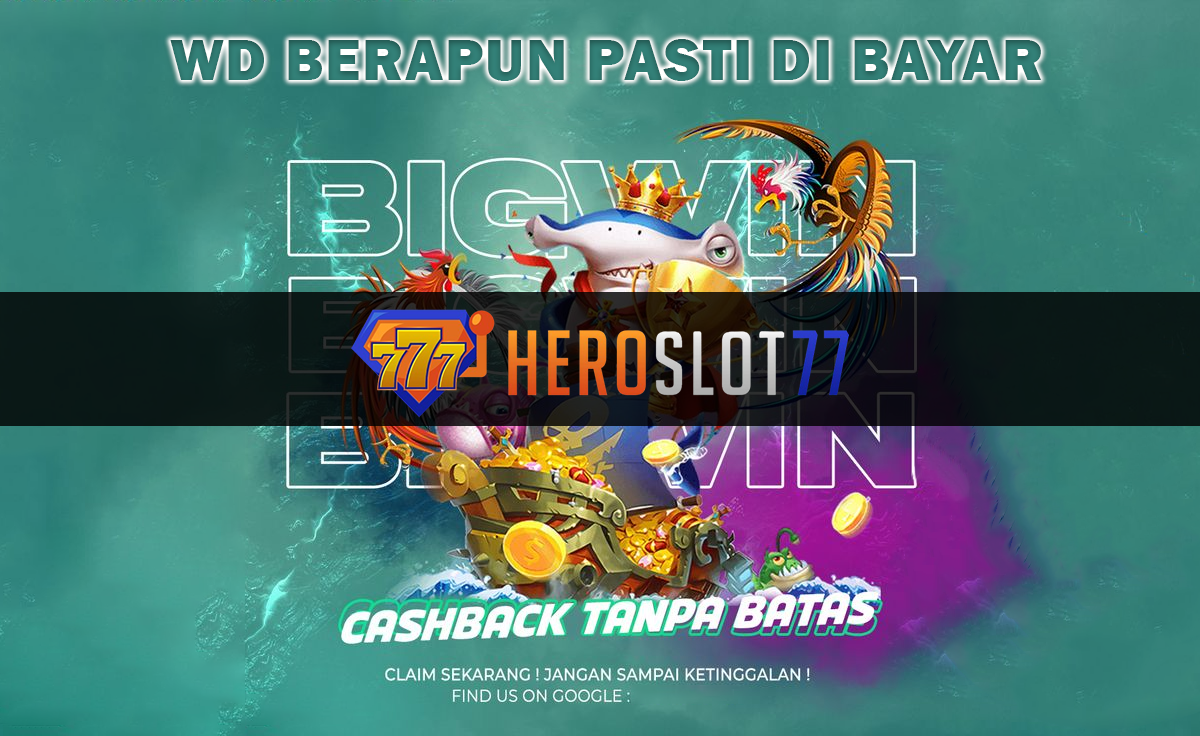 WD BERAPUN PASTI DI BAYAR
BIGWIN
777 HEROSLOT77
CASHBACK TANPA BATAS
CLAIM SEKARANG ! JANGAN SAMPAI KETINGGALAN !
FIND US ON GOOGLE :